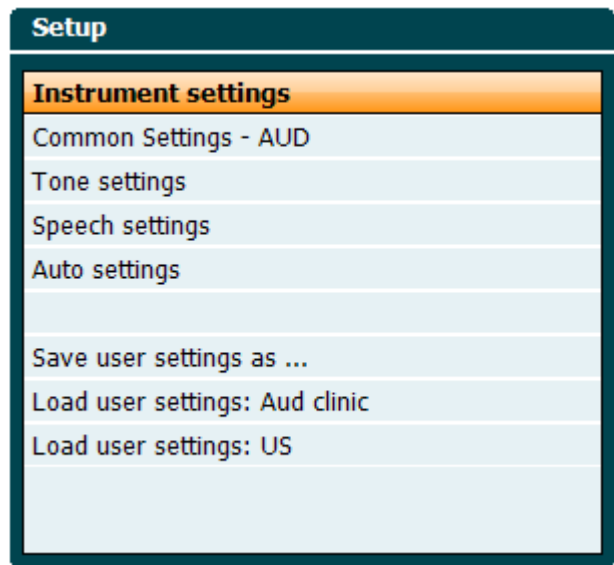 Setup
Instrument settings
Common Settings - AUD
Tone settings
Speech settings
Auto settings
Save user settings as ...
Load user settings: Aud clinic
Load user settings: US